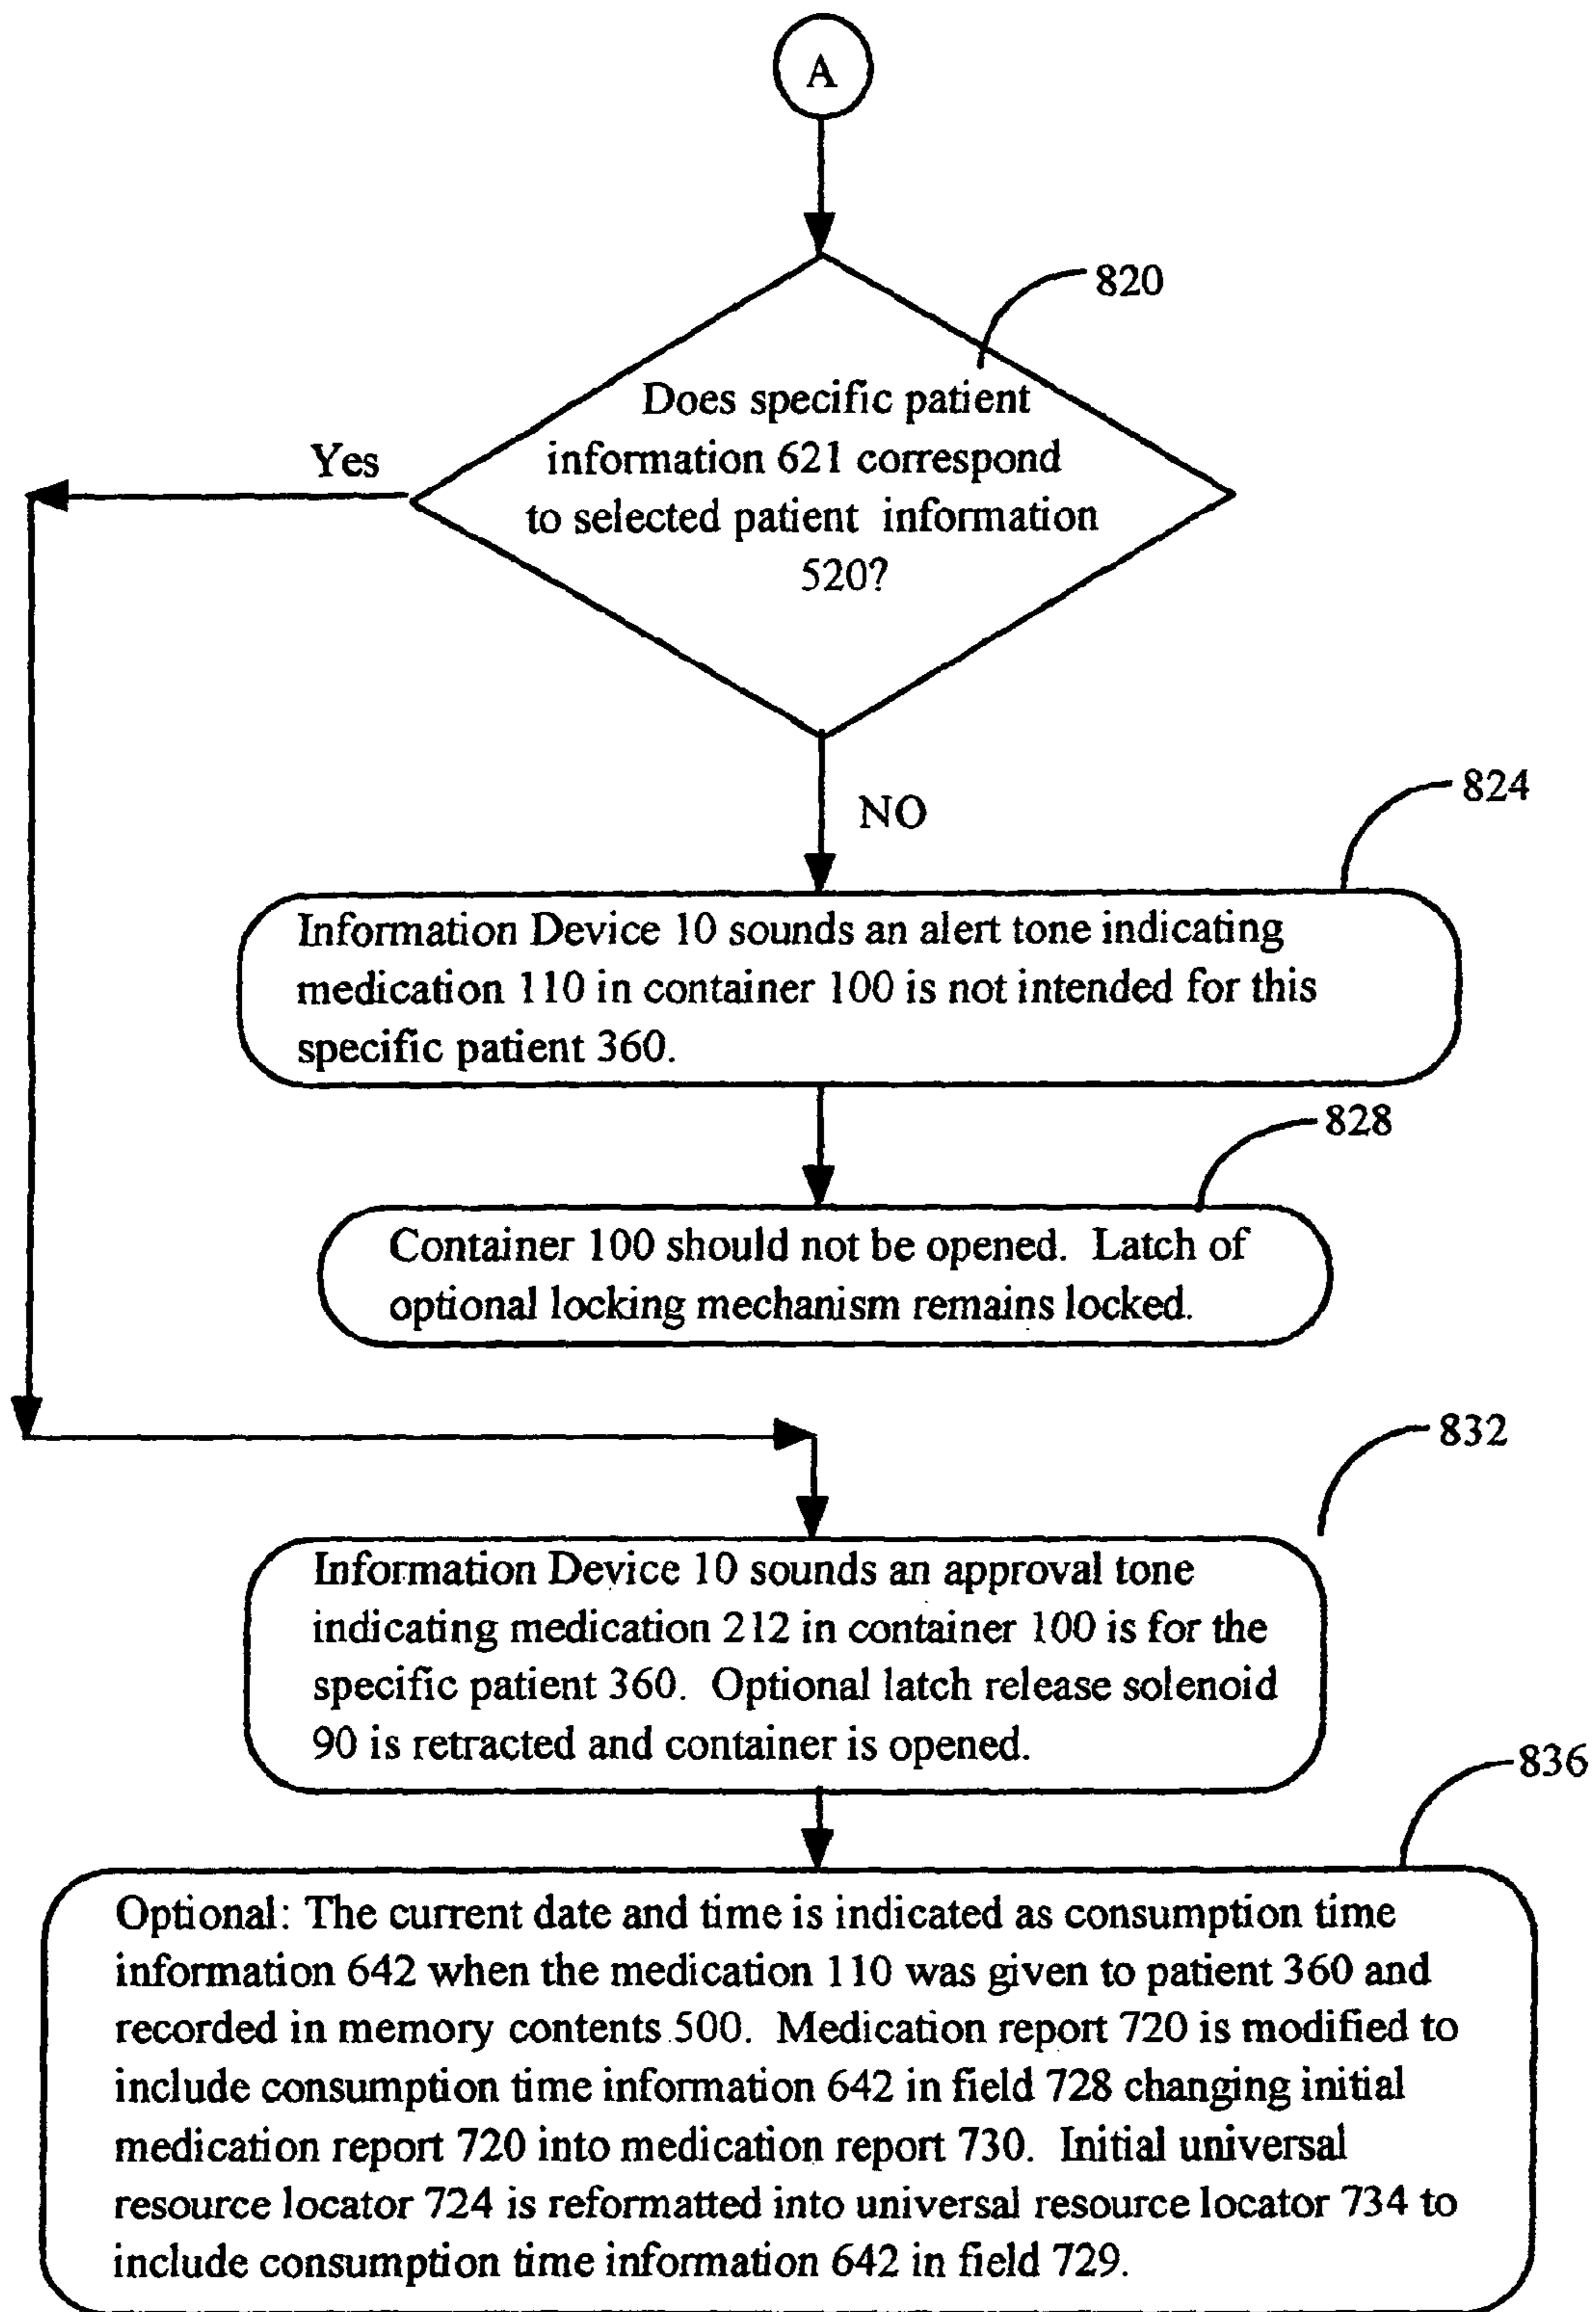 A
820
Does specific patient
information 621 correspond
to selected patient information
520?
Yes
NO
824
Information Device 10 sounds an alert tone indicating
medication 110 in container 100 is not intended for this
specific patient 360.
828
Container 100 should not be opened. Latch of
optional locking mechanism remains locked.
832
Information Device 10 sounds an approval tone
indicating medication 212 in container 100 is for the
specific patient 360. Optional latch release solenoid
90 is retracted and container is opened.
836
Optional: The current date and time is indicated as consumption time
information 642 when the medication 110 was given to patient 360 and
recorded in memory contents 500. Medication report 720 is modified to
include consumption time information 642 in field 728 changing initial
medication report 720 into medication report 730. Initial universal
resource locator 724 is reformatted into universal resource locator 734 to
include consumption time information 642 in field 729.